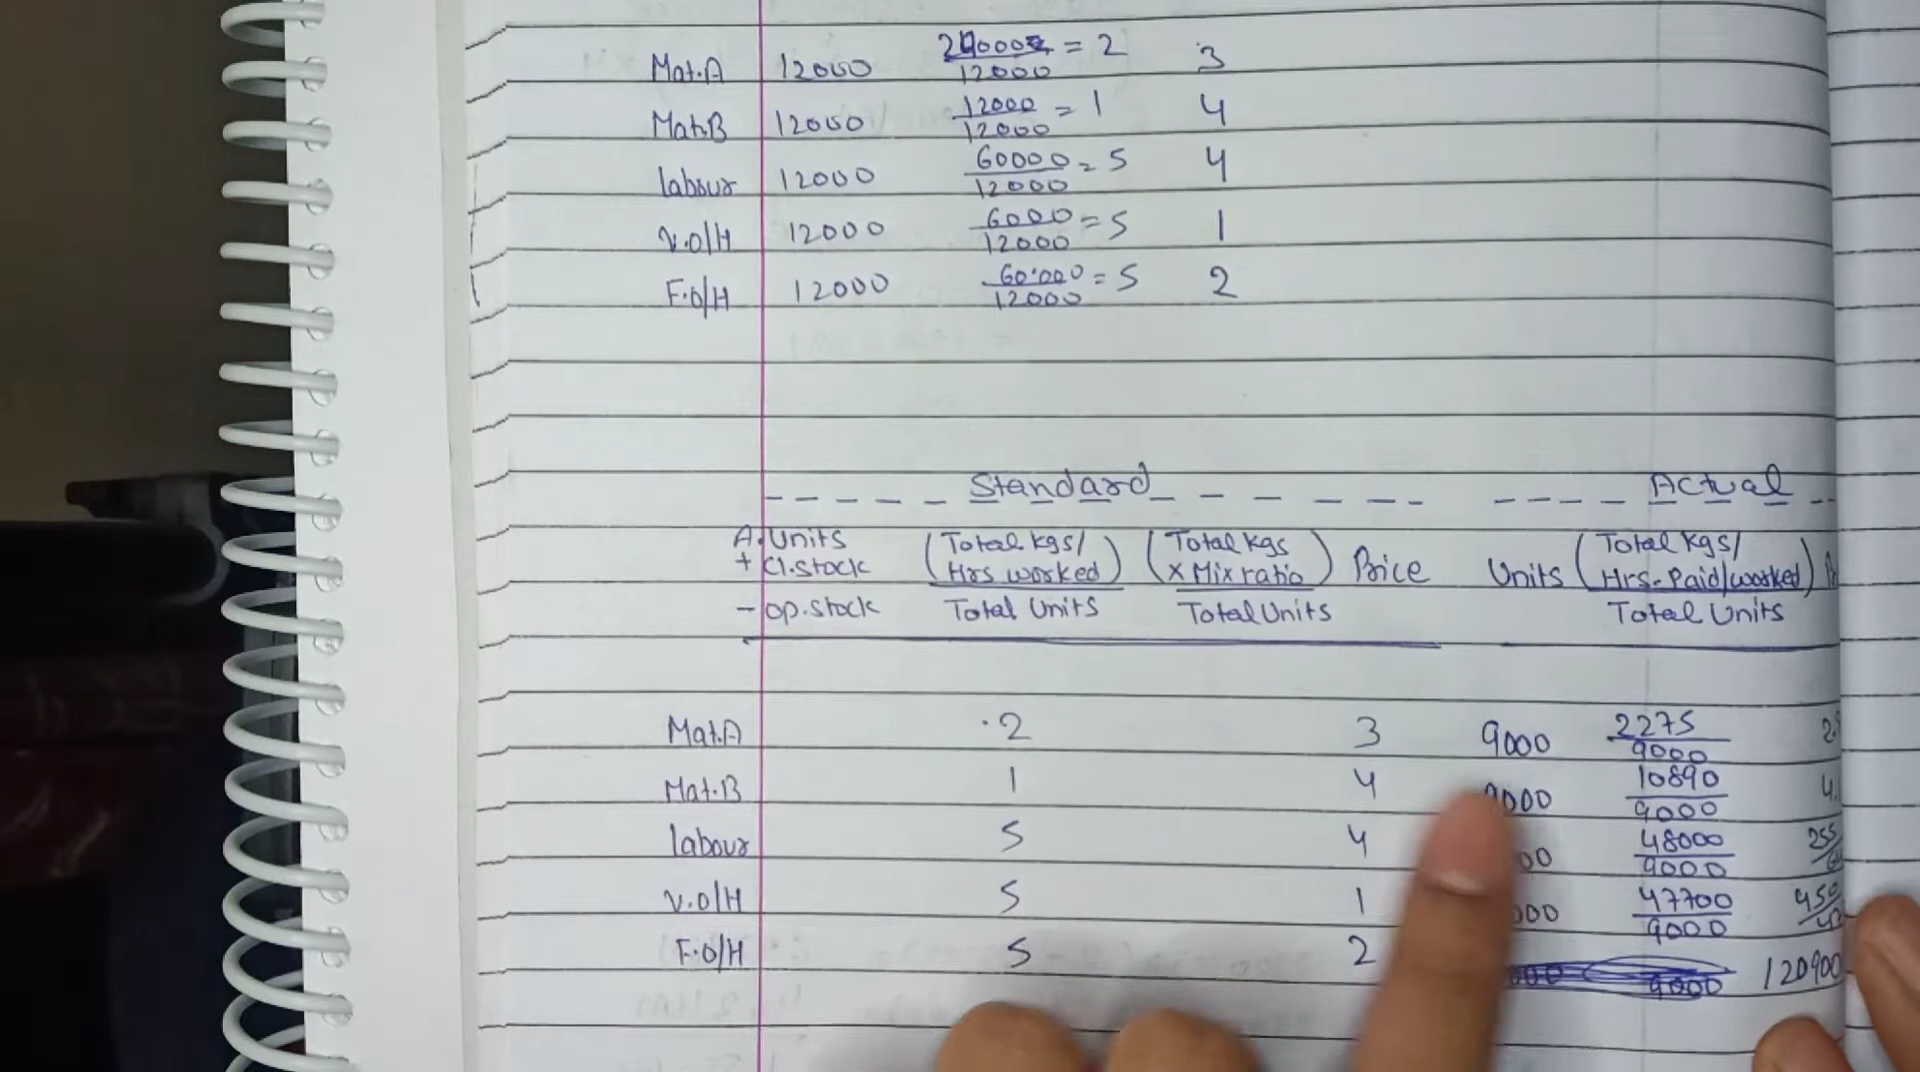 Mat.A 12000 24000/12000 = 2 3
Mat.B 12000 12000/12000 = 1 4
labour 12000 60000/12000 = 5 4
V.O/H 12000 6000/12000 = 5 1
F.O/H 12000 60000/12000 = 5 2
Standard Actual
A.Units + Cl.stock - op.stock (Total kgs/ Hrs worked)/Total Units (Total kgs x Mix ratio)/Total Units Price Units (Total kgs/ Hrs-Paid/worked)/Total Units
Mat.A .2 3 9000 2275/9000
Mat.B 1 4 9000 10890/9000
labour 5 4 48000/9000
V.O/H 5 1 47700/9000
F.O/H 5 2 9000 120900